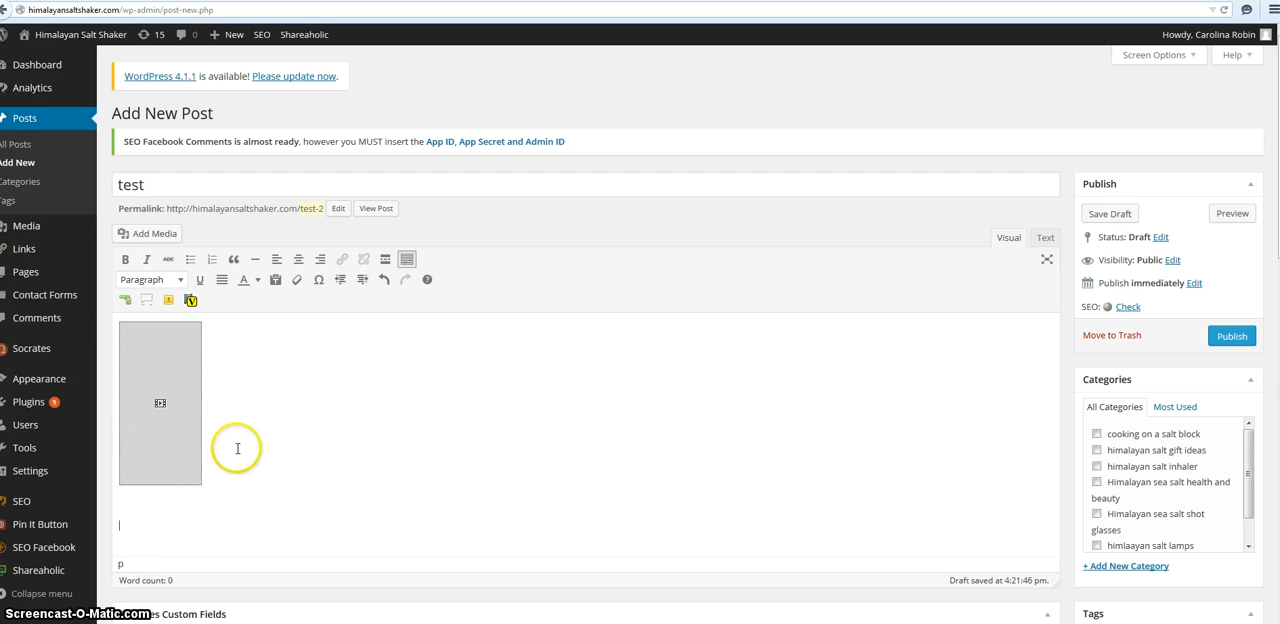 himalayansaltshaker.com/wp-admin/post-new.php
Himalayan Salt Shaker 15 0 New SEO Shareaholic Howdy, Carolina Robin
Screen Options Help
Dashboard
Analytics
Posts
All Posts
Add New
Categories
Tags
Media
Links
Pages
Contact Forms
Comments
Socrates
Appearance
Plugins 9
Users
Tools
Settings
SEO
Pin It Button
SEO Facebook
Shareaholic
Collapse menu
WordPress 4.1.1 is available! Please update now.
Add New Post
SEO Facebook Comments is almost ready, however you MUST insert the App ID, App Secret and Admin ID
test
Permalink: http://himalayansaltshaker.com/test-2 Edit View Post
Add Media
Visual Text
B I ABC
Paragraph U A Ω
p
Word count: 0 Draft saved at 4:21:46 pm.
Publish
Save Draft Preview
Status: Draft Edit
Visibility: Public Edit
Publish immediately Edit
SEO: Check
Move to Trash Publish
Categories
All Categories Most Used
cooking on a salt block
himalayan salt gift ideas
himalayan salt inhaler
Himalayan sea salt health and
beauty
Himalayan sea salt shot
glasses
himlaayan salt lamps
+ Add New Category
Tags
es Custom Fields
Screencast-O-Matic.com